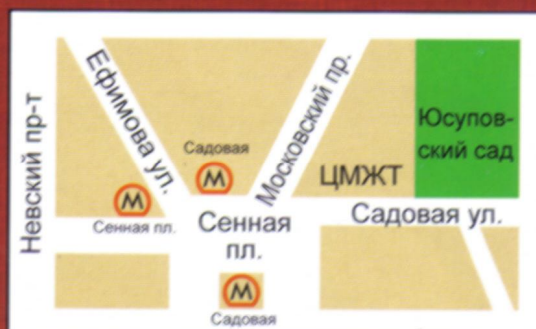 Невский пр-т
Ефимова ул.
Садовая
М
М
Сенная пл.
Московский пр.
Сенная
пл.
М
Садовая
ЦМЖТ
Юсупов-
ский сад
Садовая ул.